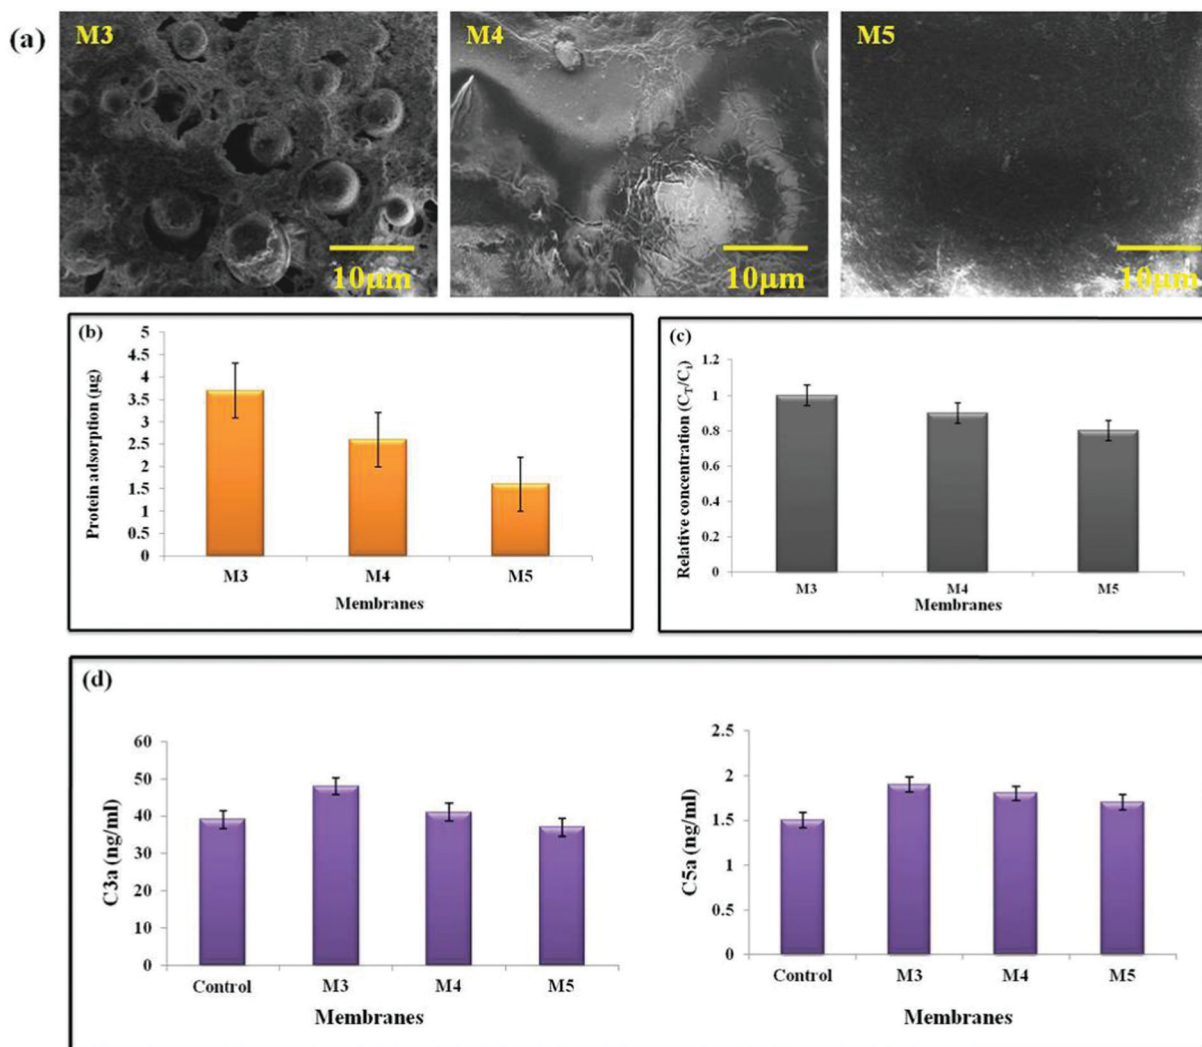 (a)
M3
M4
M5
10µm
10µm
10µm
(b)
Protein adsorption (µg)
5
4.5
4
3.5
3
2.5
2
1.5
1
0.5
0
M3 M4 M5
Membranes
(c)
Relative concentration (C_T/C_i)
1.2
1
0.8
0.6
0.4
0.2
0
M3 M4 M5
Membranes
(d)
C3a (ng/ml)
60
50
40
30
20
10
0
Control M3 M4 M5
Membranes
C5a (ng/ml)
2.5
2
1.5
1
0.5
0
Control M3 M4 M5
Membranes